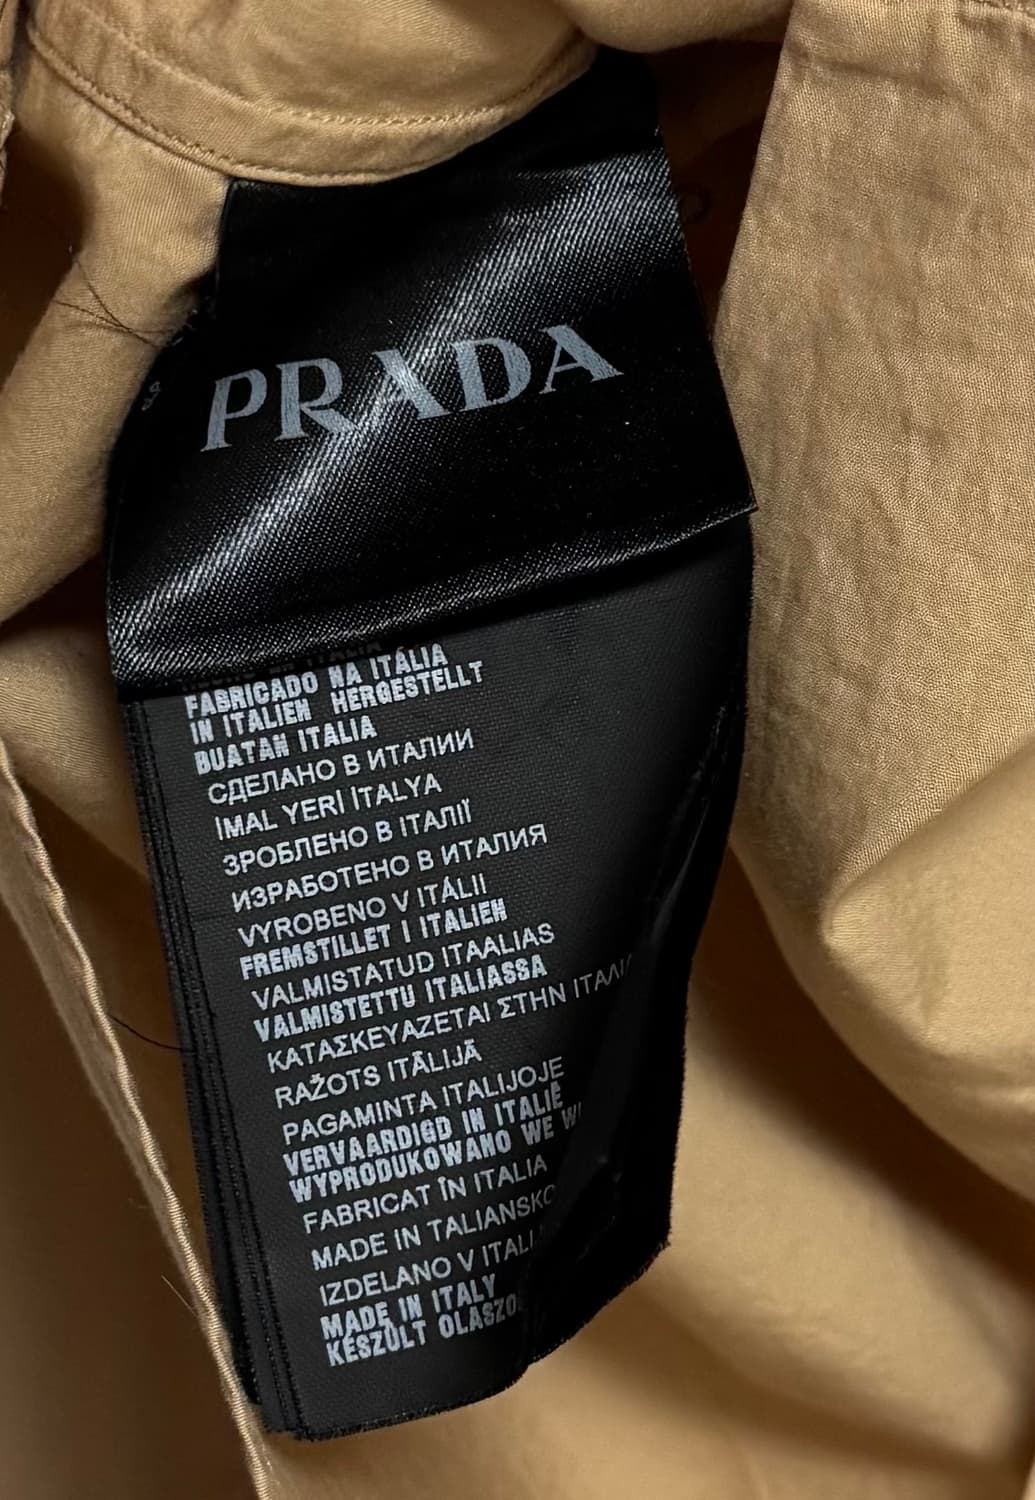 PRADA
FABRICADO NA ITÁLIA
IN ITALIEN HERGESTELLT
BUATAN ITALIA
СДЕЛАНО В ИТАЛИИ
İMAL YERİ İTALYA
ЗРОБЛЕНО В ІТАЛІЇ
ИЗРАБОТЕНО В ИТАЛИЯ
VYROBENO V ITÁLII
FREMSTILLET I ITALIEN
VALMISTATUD ITAALIAS
VALMISTETTU ITALIASSA
ΚΑΤΑΣΚΕΥΑΖΕΤΑΙ ΣΤΗΝ
RAŽOTS ITĀLIJĀ
PAGAMINTA ITALIJOJE
VERVAARDIGD IN ITALIË
WYPRODUKOWANO WE
FABRICAT ÎN ITALIA
MADE IN TALIANSKO
IZDELANO V
MADE IN ITALY
KÉSZÜLT